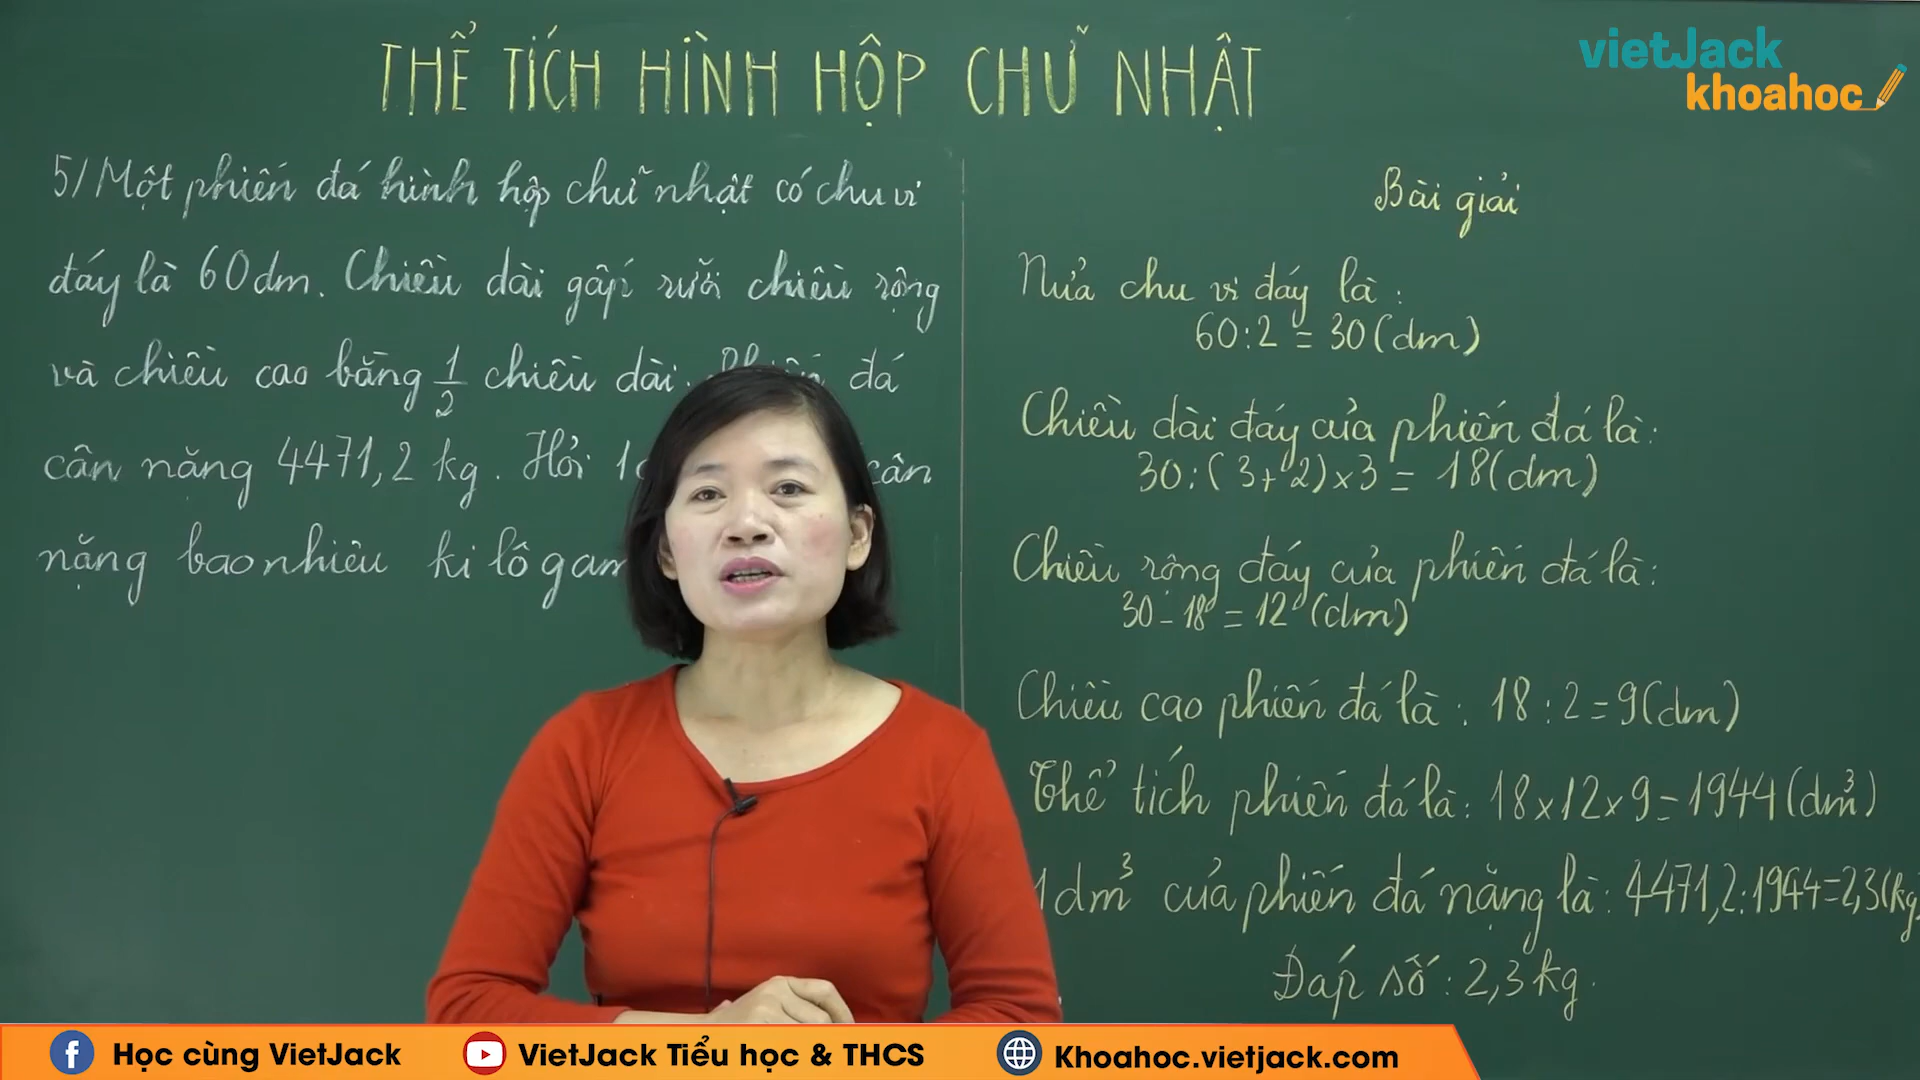 THỂ TÍCH HÌNH HỘP CHỮ NHẬT
vietJack
khoahoc
5/ Một phiến đá hình hộp chữ nhật có chu vi
đáy là 60dm. Chiều dài gấp rưỡi chiều rộng
và chiều cao bằng 1/2 chiều dài. Phiến đá
cân nặng 4471,2 kg. Hỏi 1 cân
nặng bao nhiêu ki lô gam
Bài giải
Nửa chu vi đáy là :
60:2 = 30 (dm)
Chiều dài đáy của phiến đá là:
30:(3+2)x3 = 18(dm)
Chiều rộng đáy của phiến đá là:
30-18 = 12 (dm)
Chiều cao phiến đá là : 18 : 2 = 9(dm)
Thể tích phiến đá là: 18x12x9=1944(dm³)
1dm³ của phiến đá nặng là: 4471,2:1944=2,3(kg)
Đáp số : 2,3 kg.
Học cùng VietJack
VietJack Tiểu học & THCS
Khoahoc.vietjack.com